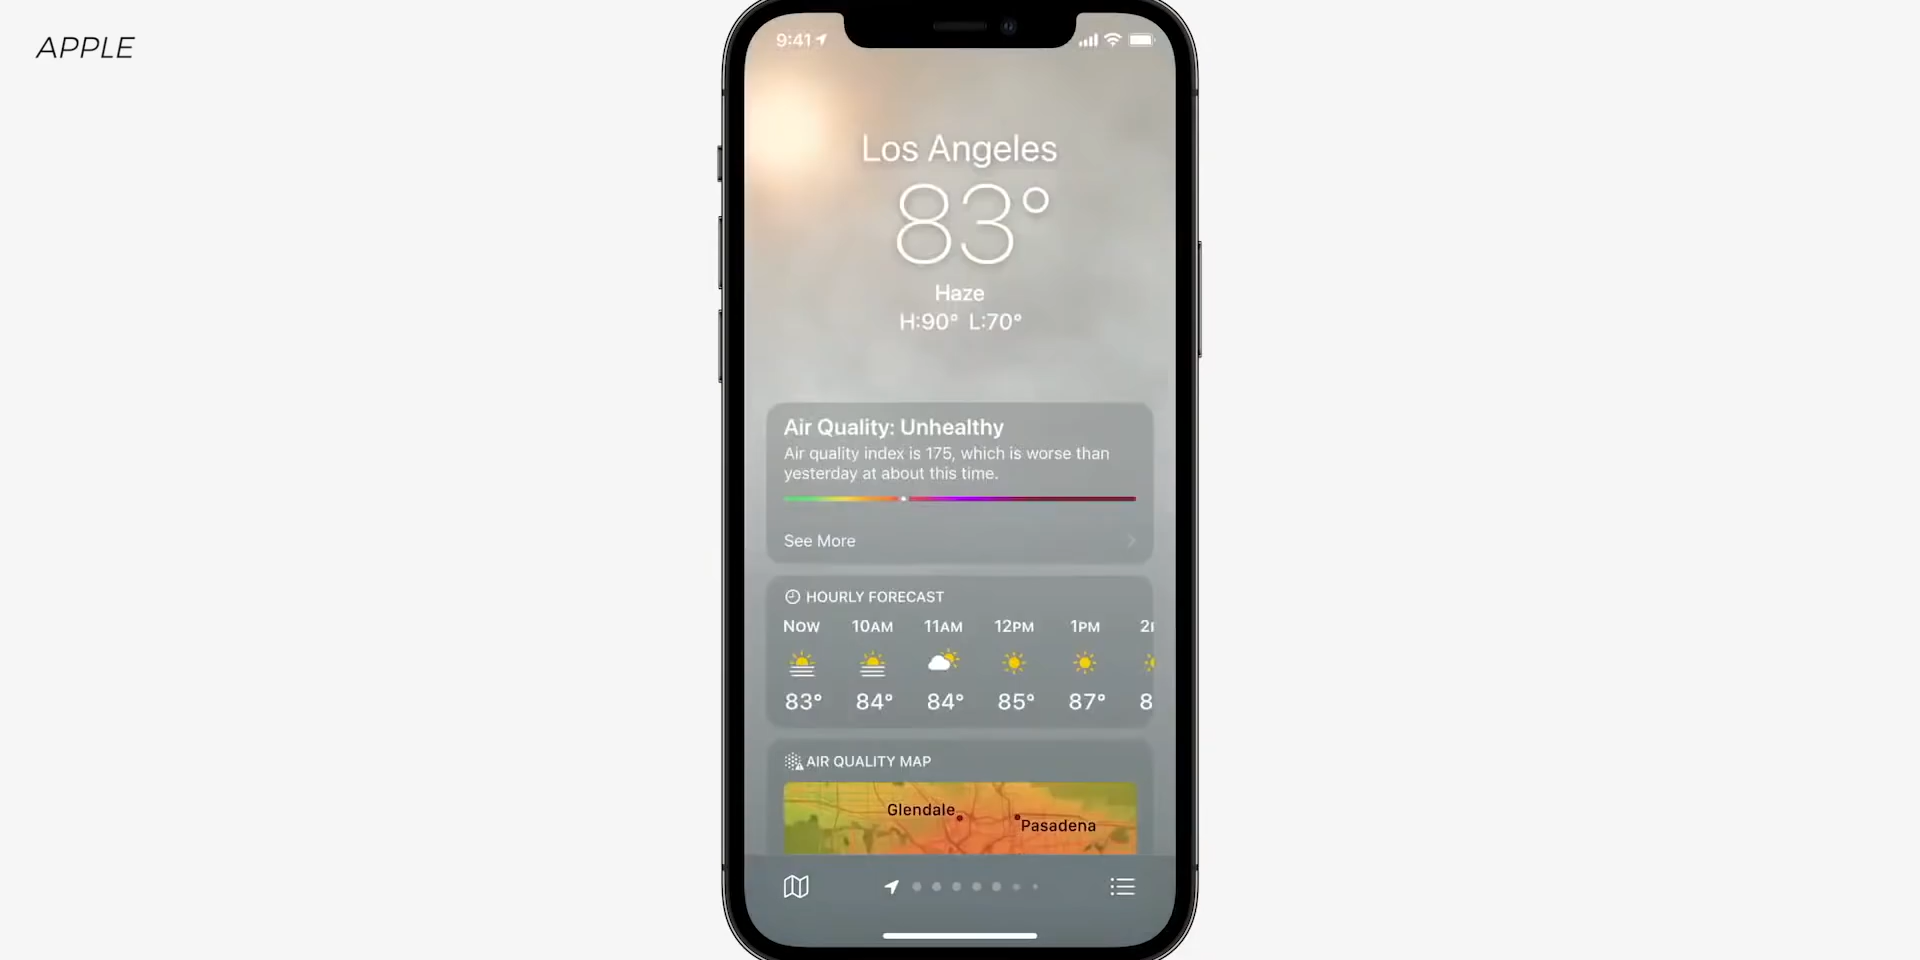 APPLE
9:41
Los Angeles
83°
Haze
H:90° L:70°
Air Quality: Unhealthy
Air quality index is 175, which is worse than
yesterday at about this time.
See More
HOURLY FORECAST
NOW 10AM 11AM 12PM 1PM
83° 84° 84° 85° 87° 8
AIR QUALITY MAP
Glendale
Pasadena